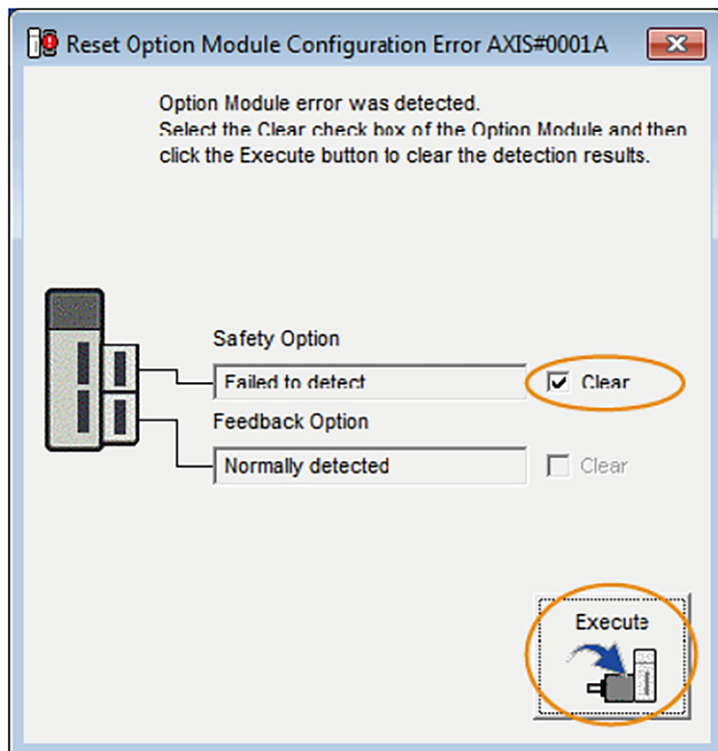 Reset Option Module Configuration Error AXIS#0001A
Option Module error was detected.
Select the Clear check box of the Option Module and then
click the Execute button to clear the detection results.
Safety Option
Failed to detect
Clear
Feedback Option
Normally detected
Clear
Execute